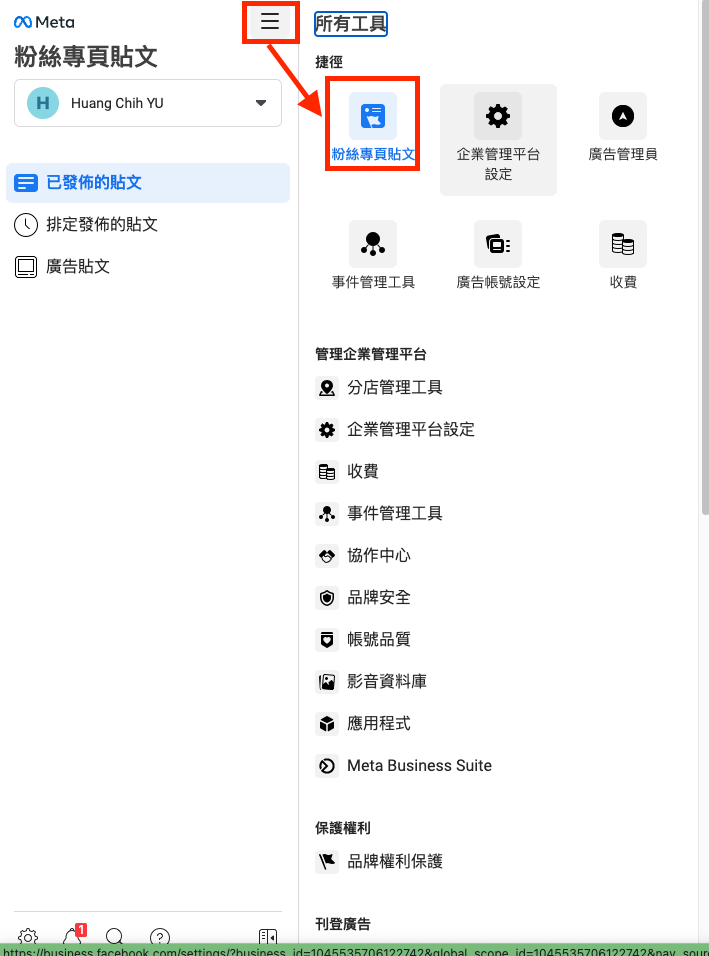 Meta
粉絲專頁貼文
H
Huang Chih YU
已發佈的貼文
排定發佈的貼文
廣告貼文
1
?
所有工具
捷徑
粉絲專頁貼文
企業管理平台
設定
廣告管理員
事件管理工具
廣告帳號設定
收費
管理企業管理平台
分店管理工具
企業管理平台設定
收費
事件管理工具
協作中心
品牌安全
帳號品質
影音資料庫
應用程式
Meta Business Suite
保護權利
品牌權利保護
刊登廣告
https://business.facebook.com/settings/?business_id=1045535706122742&global_scope_id=1045535706122742&nav_sour